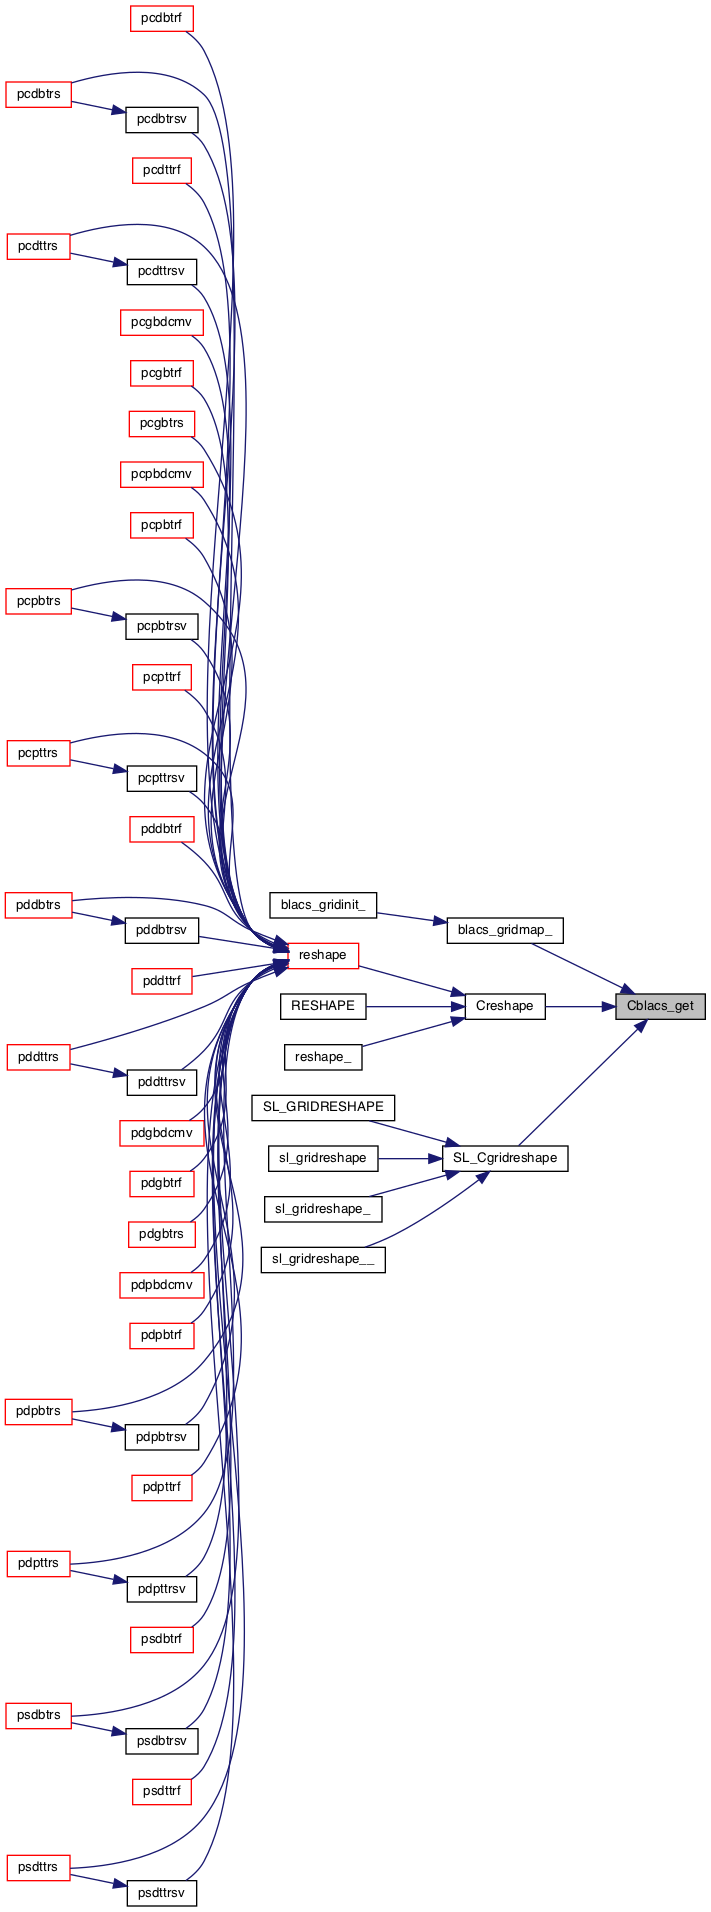 pcdbtrf
pcdbtrs
pcdbtrsv
pcdttrf
pcdttrs
pcdttrsv
pcgbdcmv
pcgbtrf
pcgbtrs
pcpbdcmv
pcpbtrf
pcpbtrs
pcpbtrsv
pcpttrf
pcpttrs
pcpttrsv
pddbtrf
pddbtrs
pddbtrsv
pddttrf
pddttrs
pddttrsv
pdgbdcmv
pdgbtrf
pdgbtrs
pdpbdcmv
pdpbtrf
pdpbtrs
pdpbtrsv
pdpttrf
pdpttrs
pdpttrsv
psdbtrf
psdbtrs
psdbtrsv
psdttrf
psdttrs
psdttrsv
blacs_gridinit_
reshape
RESHAPE
reshape_
SL_GRIDRESHAPE
sl_gridreshape
sl_gridreshape_
sl_gridreshape__
blacs_gridmap_
Creshape
SL_Cgridreshape
Cblacs_get